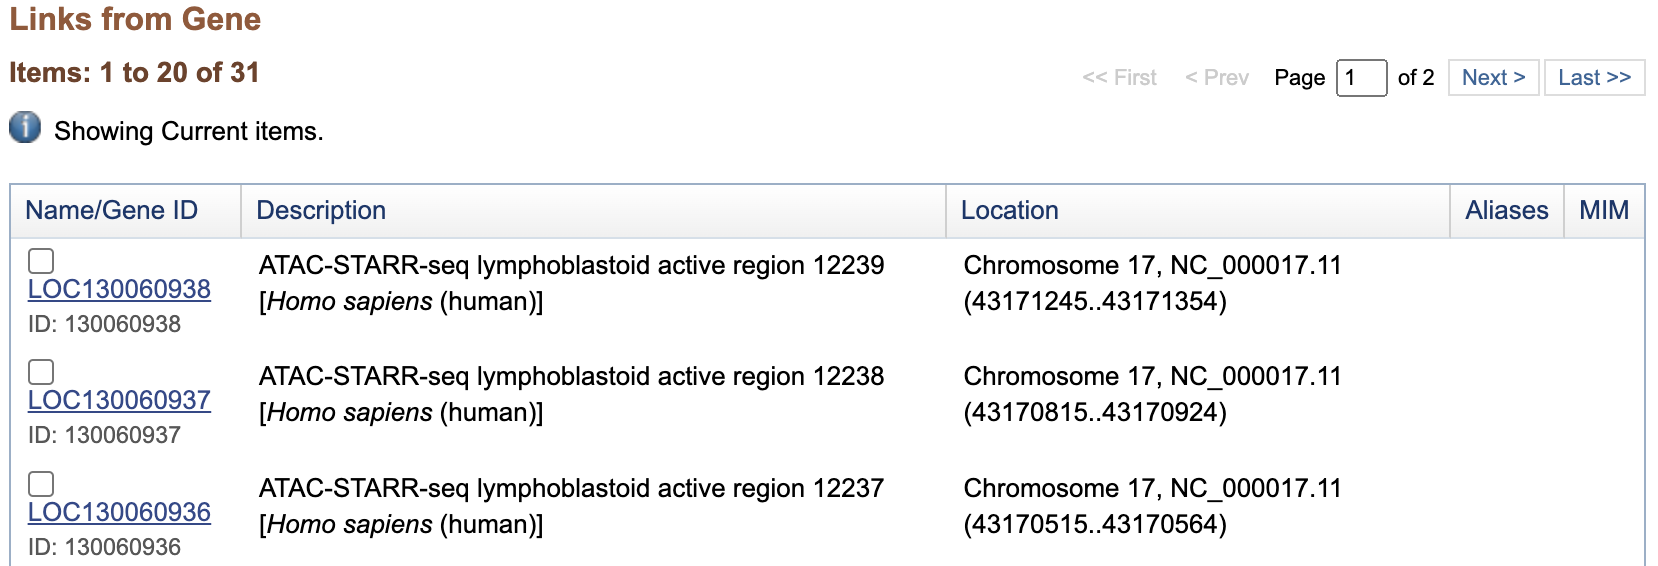 Links from Gene
Items: 1 to 20 of 31
<< First < Prev Page 1 of 2 Next > Last >>
Showing Current items.
Name/Gene ID Description Location Aliases MIM
LOC130060938
ID: 130060938
ATAC-STARR-seq lymphoblastoid active region 12239
[Homo sapiens (human)]
Chromosome 17, NC_000017.11
(43171245..43171354)
LOC130060937
ID: 130060937
ATAC-STARR-seq lymphoblastoid active region 12238
[Homo sapiens (human)]
Chromosome 17, NC_000017.11
(43170815..43170924)
LOC130060936
ID: 130060936
ATAC-STARR-seq lymphoblastoid active region 12237
[Homo sapiens (human)]
Chromosome 17, NC_000017.11
(43170515..43170564)